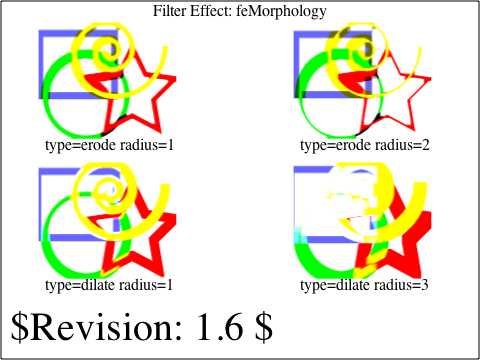 Filter Effect: feMorphology
type=erode radius=1
type=erode radius=2
type=dilate radius=1
type=dilate radius=3
$Revision: 1.6 $